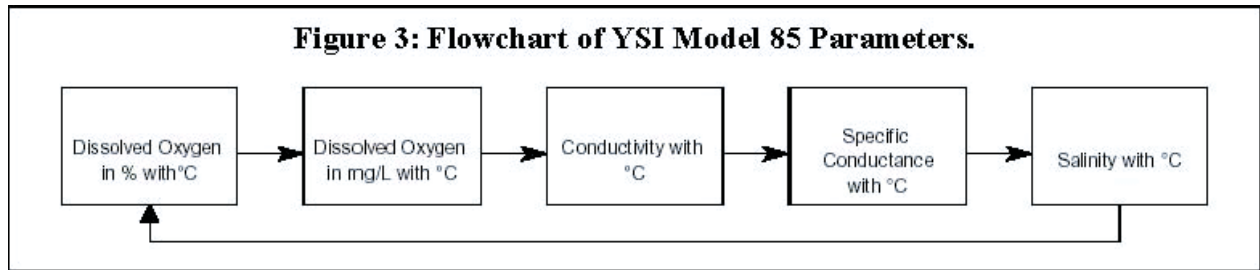 Figure 3: Flowchart of YSI Model 85 Parameters.
Dissolved Oxygen
in % with°C
Dissolved Oxygen
in mg/L with °C
Conductivity with
°C
Specific
Conductance
with °C
Salinity with °C